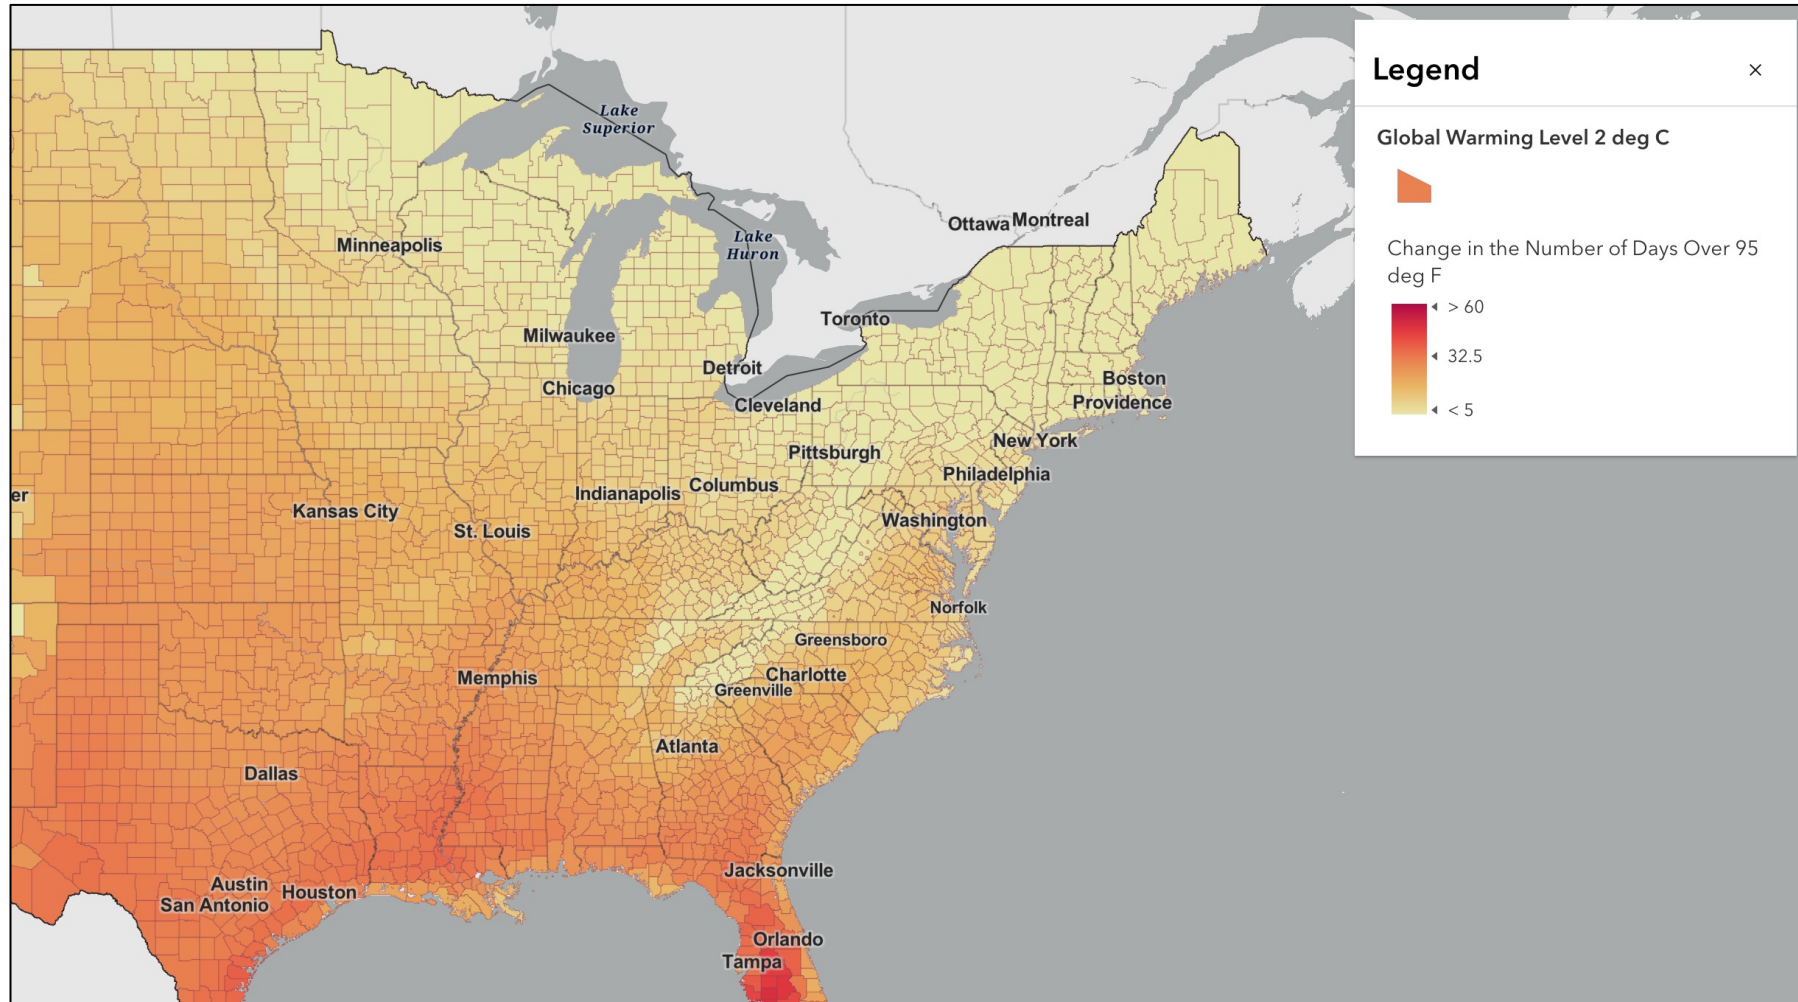 Legend
Global Warming Level 2 deg C
Change in the Number of Days Over 95
deg F
> 60
32.5
< 5
Lake
Superior
Ottawa
Montreal
Minneapolis
Lake
Huron
Toronto
Milwaukee
Detroit
Chicago
Boston
Cleveland
Providence
New York
Pittsburgh
Philadelphia
Columbus
Indianapolis
er
Kansas City
Washington
St. Louis
Norfolk
Greensboro
Memphis
Charlotte
Greenville
Atlanta
Dallas
Jacksonville
Austin
Houston
San Antonio
Orlando
Tampa